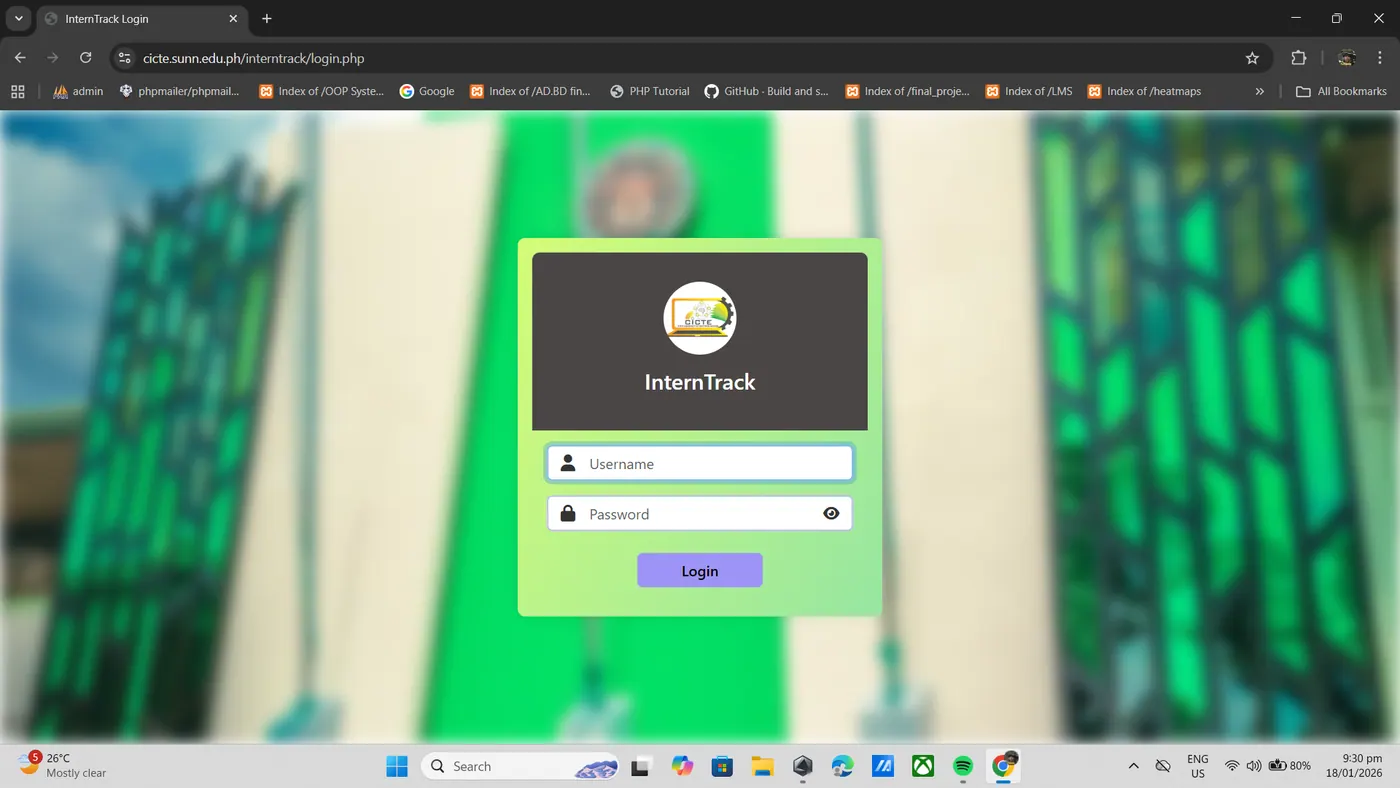 InternTrack Login
cicte.sunn.edu.ph/interntrack/login.php
admin
phpmailer/phpmail...
Index of /OOP Syste...
Google
Index of /AD.BD fin...
PHP Tutorial
GitHub - Build and s...
Index of /final_proje...
Index of /LMS
Index of /heatmaps
All Bookmarks
CICTE
InternTrack
Username
Password
Login
5
26°C
Mostly clear
Search
ENG
US
80%
9:30 pm
18/01/2026